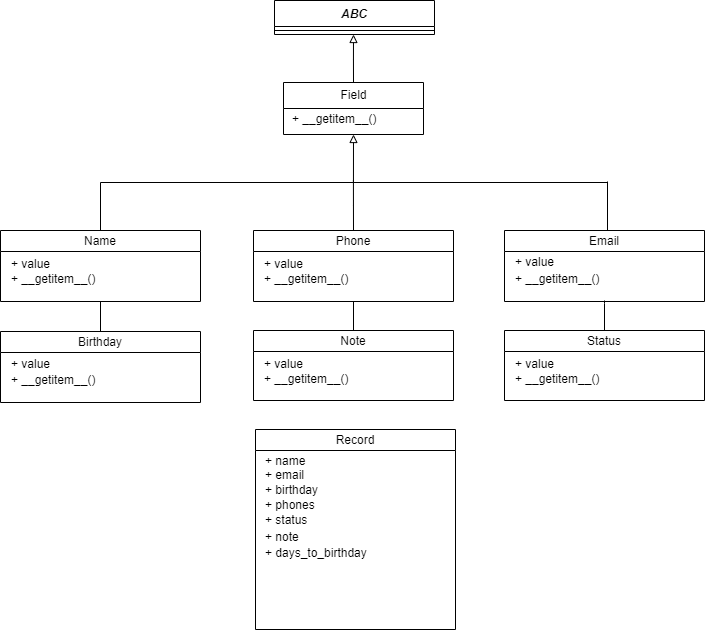 ABC
Field
+ __getitem__()
Name
+ value
+ __getitem__()
Phone
+ value
+ __getitem__()
Email
+ value
+ __getitem__()
Birthday
+ value
+ __getitem__()
Note
+ value
+ __getitem__()
Status
+ value
+ __getitem__()
Record
+ name
+ email
+ birthday
+ phones
+ status
+ note
+ days_to_birthday